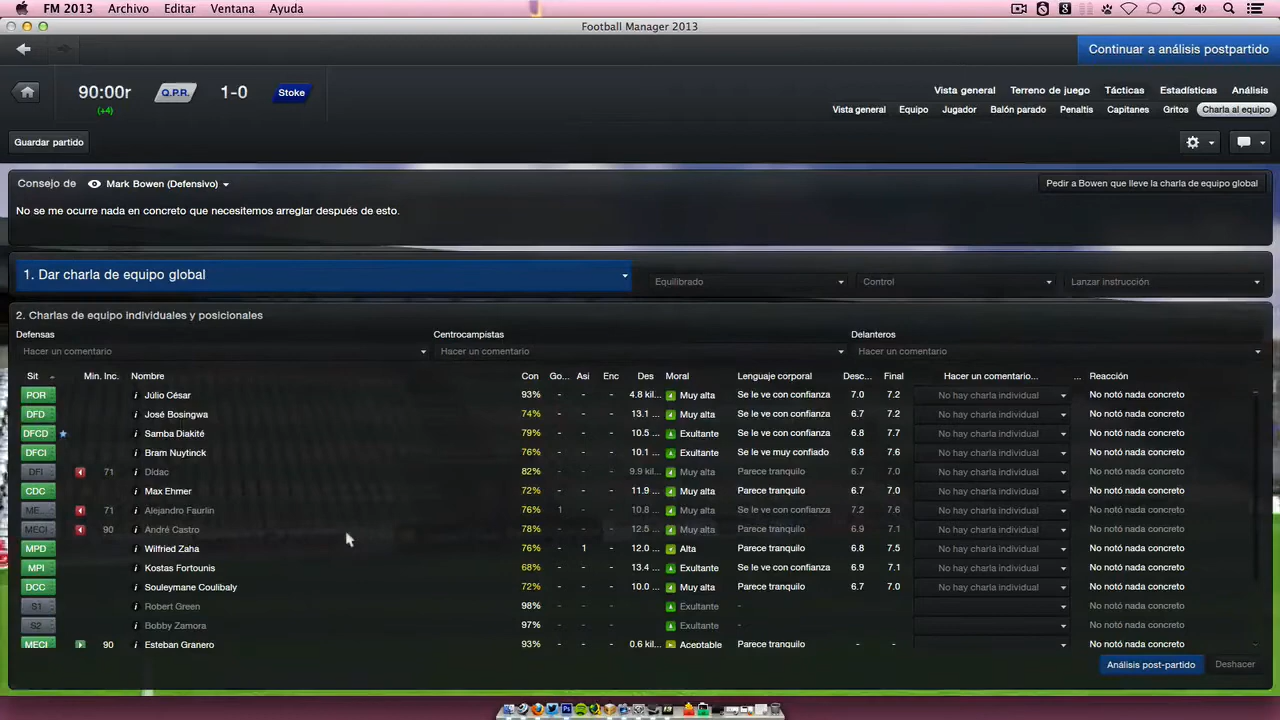 FM 2013 Archivo Editar Ventana Ayuda
Football Manager 2013
Continuar a análisis postpartido
90:00r Q.P.R. 1-0 Stoke
(+4)
Vista general Terreno de juego Tácticas Estadísticas Análisis
Vista general Equipo Jugador Balón parado Penaltis Capitanes Gritos Charla al equipo
Guardar partido
Consejo de Mark Bowen (Defensivo) Pedir a Bowen que lleve la charla de equipo global
No se me ocurre nada en concreto que necesitemos arreglar después de esto.
1. Dar charla de equipo global Equilibrado Control Lanzar instrucción
2. Charlas de equipo individuales y posicionales
Defensas Centrocampistas Delanteros
Hacer un comentario Hacer un comentario Hacer un comentario
Sit Min. Inc. Nombre Con Go... Asi Enc Des Moral Lenguaje corporal Desc... Final Hacer un comentario... ... Reacción
POR i Júlio César 93% - - - 4.8 kil... Muy alta Se le ve con confianza 7.0 7.2 No hay charla individual No notó nada concreto
DFD i José Bosingwa 74% - - - 13.1 ... Muy alta Se le ve con confianza 6.7 7.2 No hay charla individual No notó nada concreto
DFCD i Samba Diakité 79% - - - 10.5 ... Exultante Se le ve con confianza 6.8 7.7 No hay charla individual No notó nada concreto
DFCI i Bram Nuytinck 76% - - - 10.1 ... Exultante Se le ve muy confiado 6.8 7.6 No hay charla individual No notó nada concreto
DFI 71 i Dídac 82% - - - 9.9 kil... Muy alta Parece tranquilo 6.7 7.0 No hay charla individual No notó nada concreto
CDC i Max Ehmer 72% - - - 11.9 ... Muy alta Parece tranquilo 6.7 7.0 No hay charla individual No notó nada concreto
ME... 71 i Alejandro Faurlín 76% 1 - - 10.8 ... Muy alta Parece tranquilo 7.2 7.6 No hay charla individual No notó nada concreto
MECI 90 i André Castro 78% - - - 12.5 ... Muy alta Parece tranquilo 6.9 7.1 No hay charla individual No notó nada concreto
MPD i Wilfried Zaha 76% - 1 - 12.0 ... Alta Parece tranquilo 6.8 7.5 No hay charla individual No notó nada concreto
MPI i Kostas Fortounis 68% - - - 13.4 ... Exultante Se le ve con confianza 6.9 7.1 No hay charla individual No notó nada concreto
DCC i Souleymane Coulibaly 72% - - - 10.0 ... Muy alta Parece tranquilo 6.7 7.0 No hay charla individual No notó nada concreto
S1 i Robert Green 98% - - - Exultante - No notó nada concreto
S2 i Bobby Zamora 97% - - - Exultante - No notó nada concreto
MECI 90 i Esteban Granero 93% - - - 0.6 kil... Aceptable Parece tranquilo - - No notó nada concreto
Análisis post-partido Deshacer